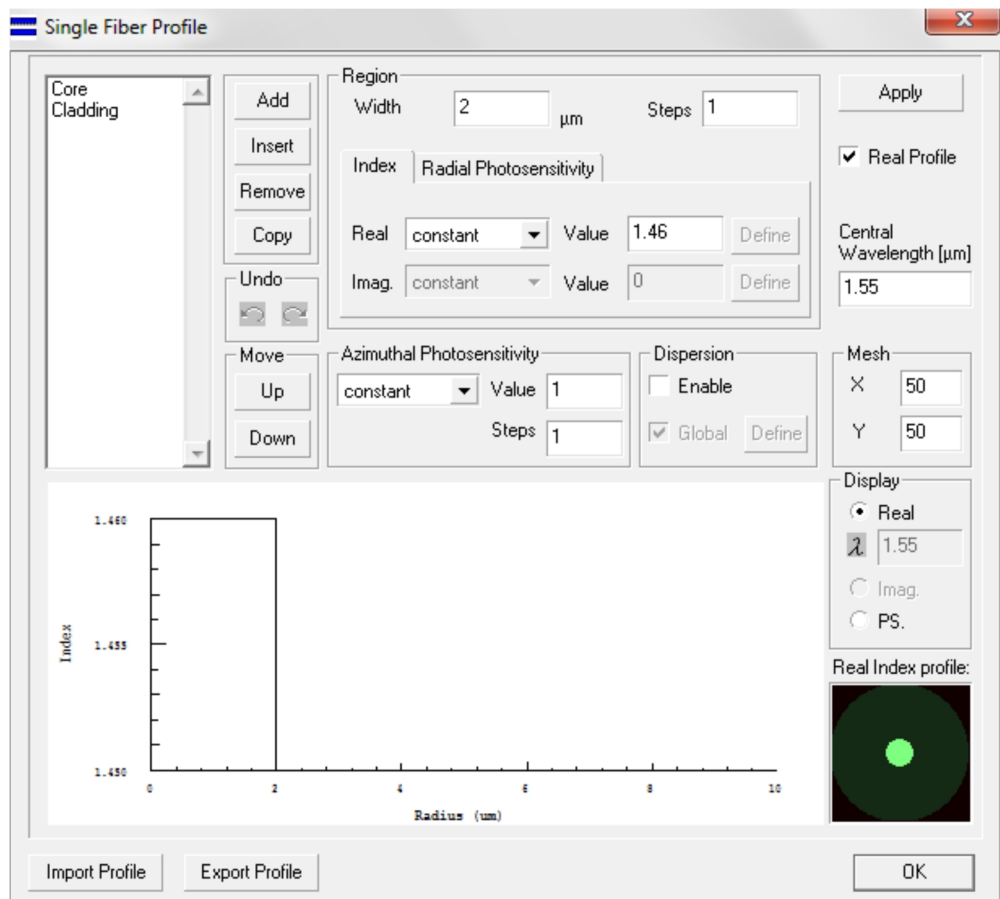 Single Fiber Profile
Core
Cladding
Add
Insert
Remove
Copy
Undo
Move
Up
Down
Region
Width 2 µm Steps 1
Index Radial Photosensitivity
Real constant Value 1.46 Define
Imag. constant Value 0 Define
Azimuthal Photosensitivity
constant Value 1
Steps 1
Dispersion
Enable
Global Define
Apply
Real Profile
Central
Wavelength [µm]
1.55
Mesh
X 50
Y 50
Display
Real
λ 1.55
Imag.
PS.
Real Index profile:
1.460
1.455
1.450
Index
0 2 4 6 8 10
Radius (um)
Import Profile Export Profile OK